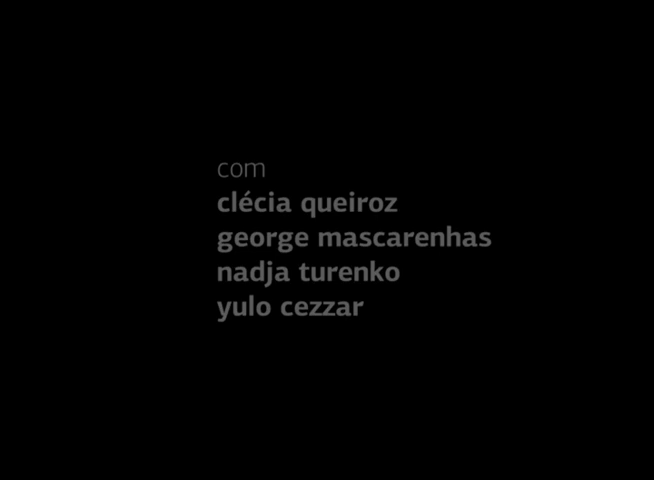 com
clécia queiroz
george mascarenhas
nadja turenko
yulo cezzar